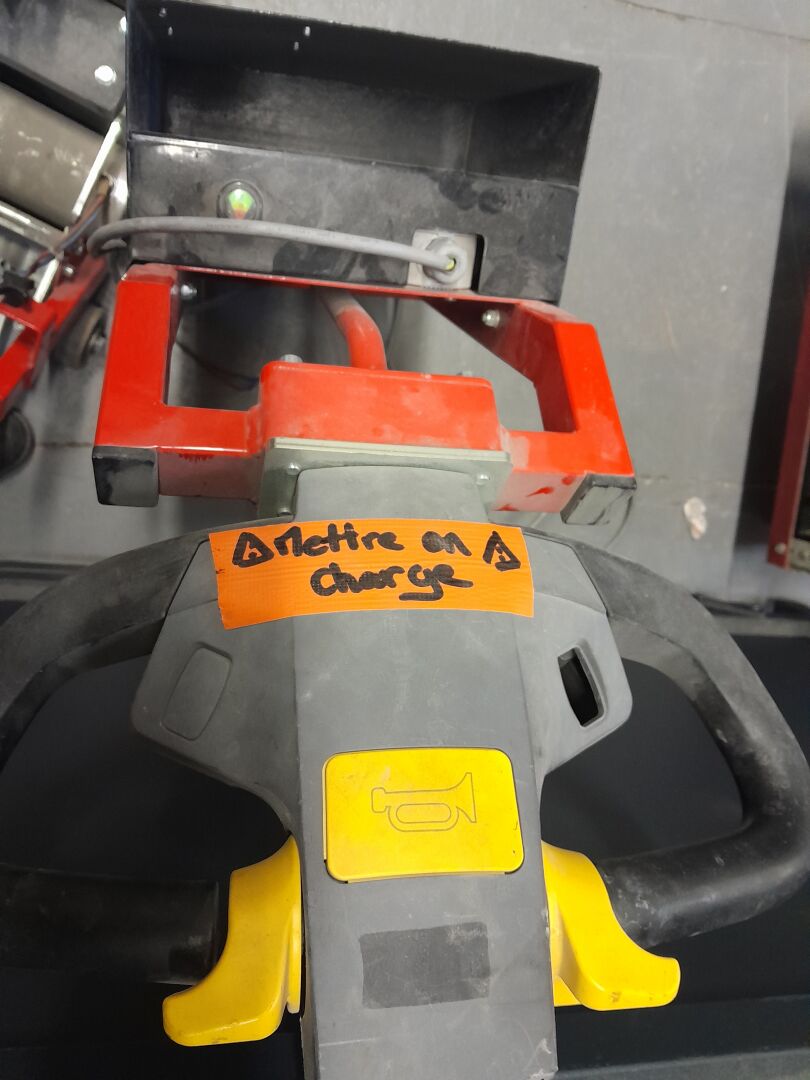 ⚠ Mettre en ⚠
charge